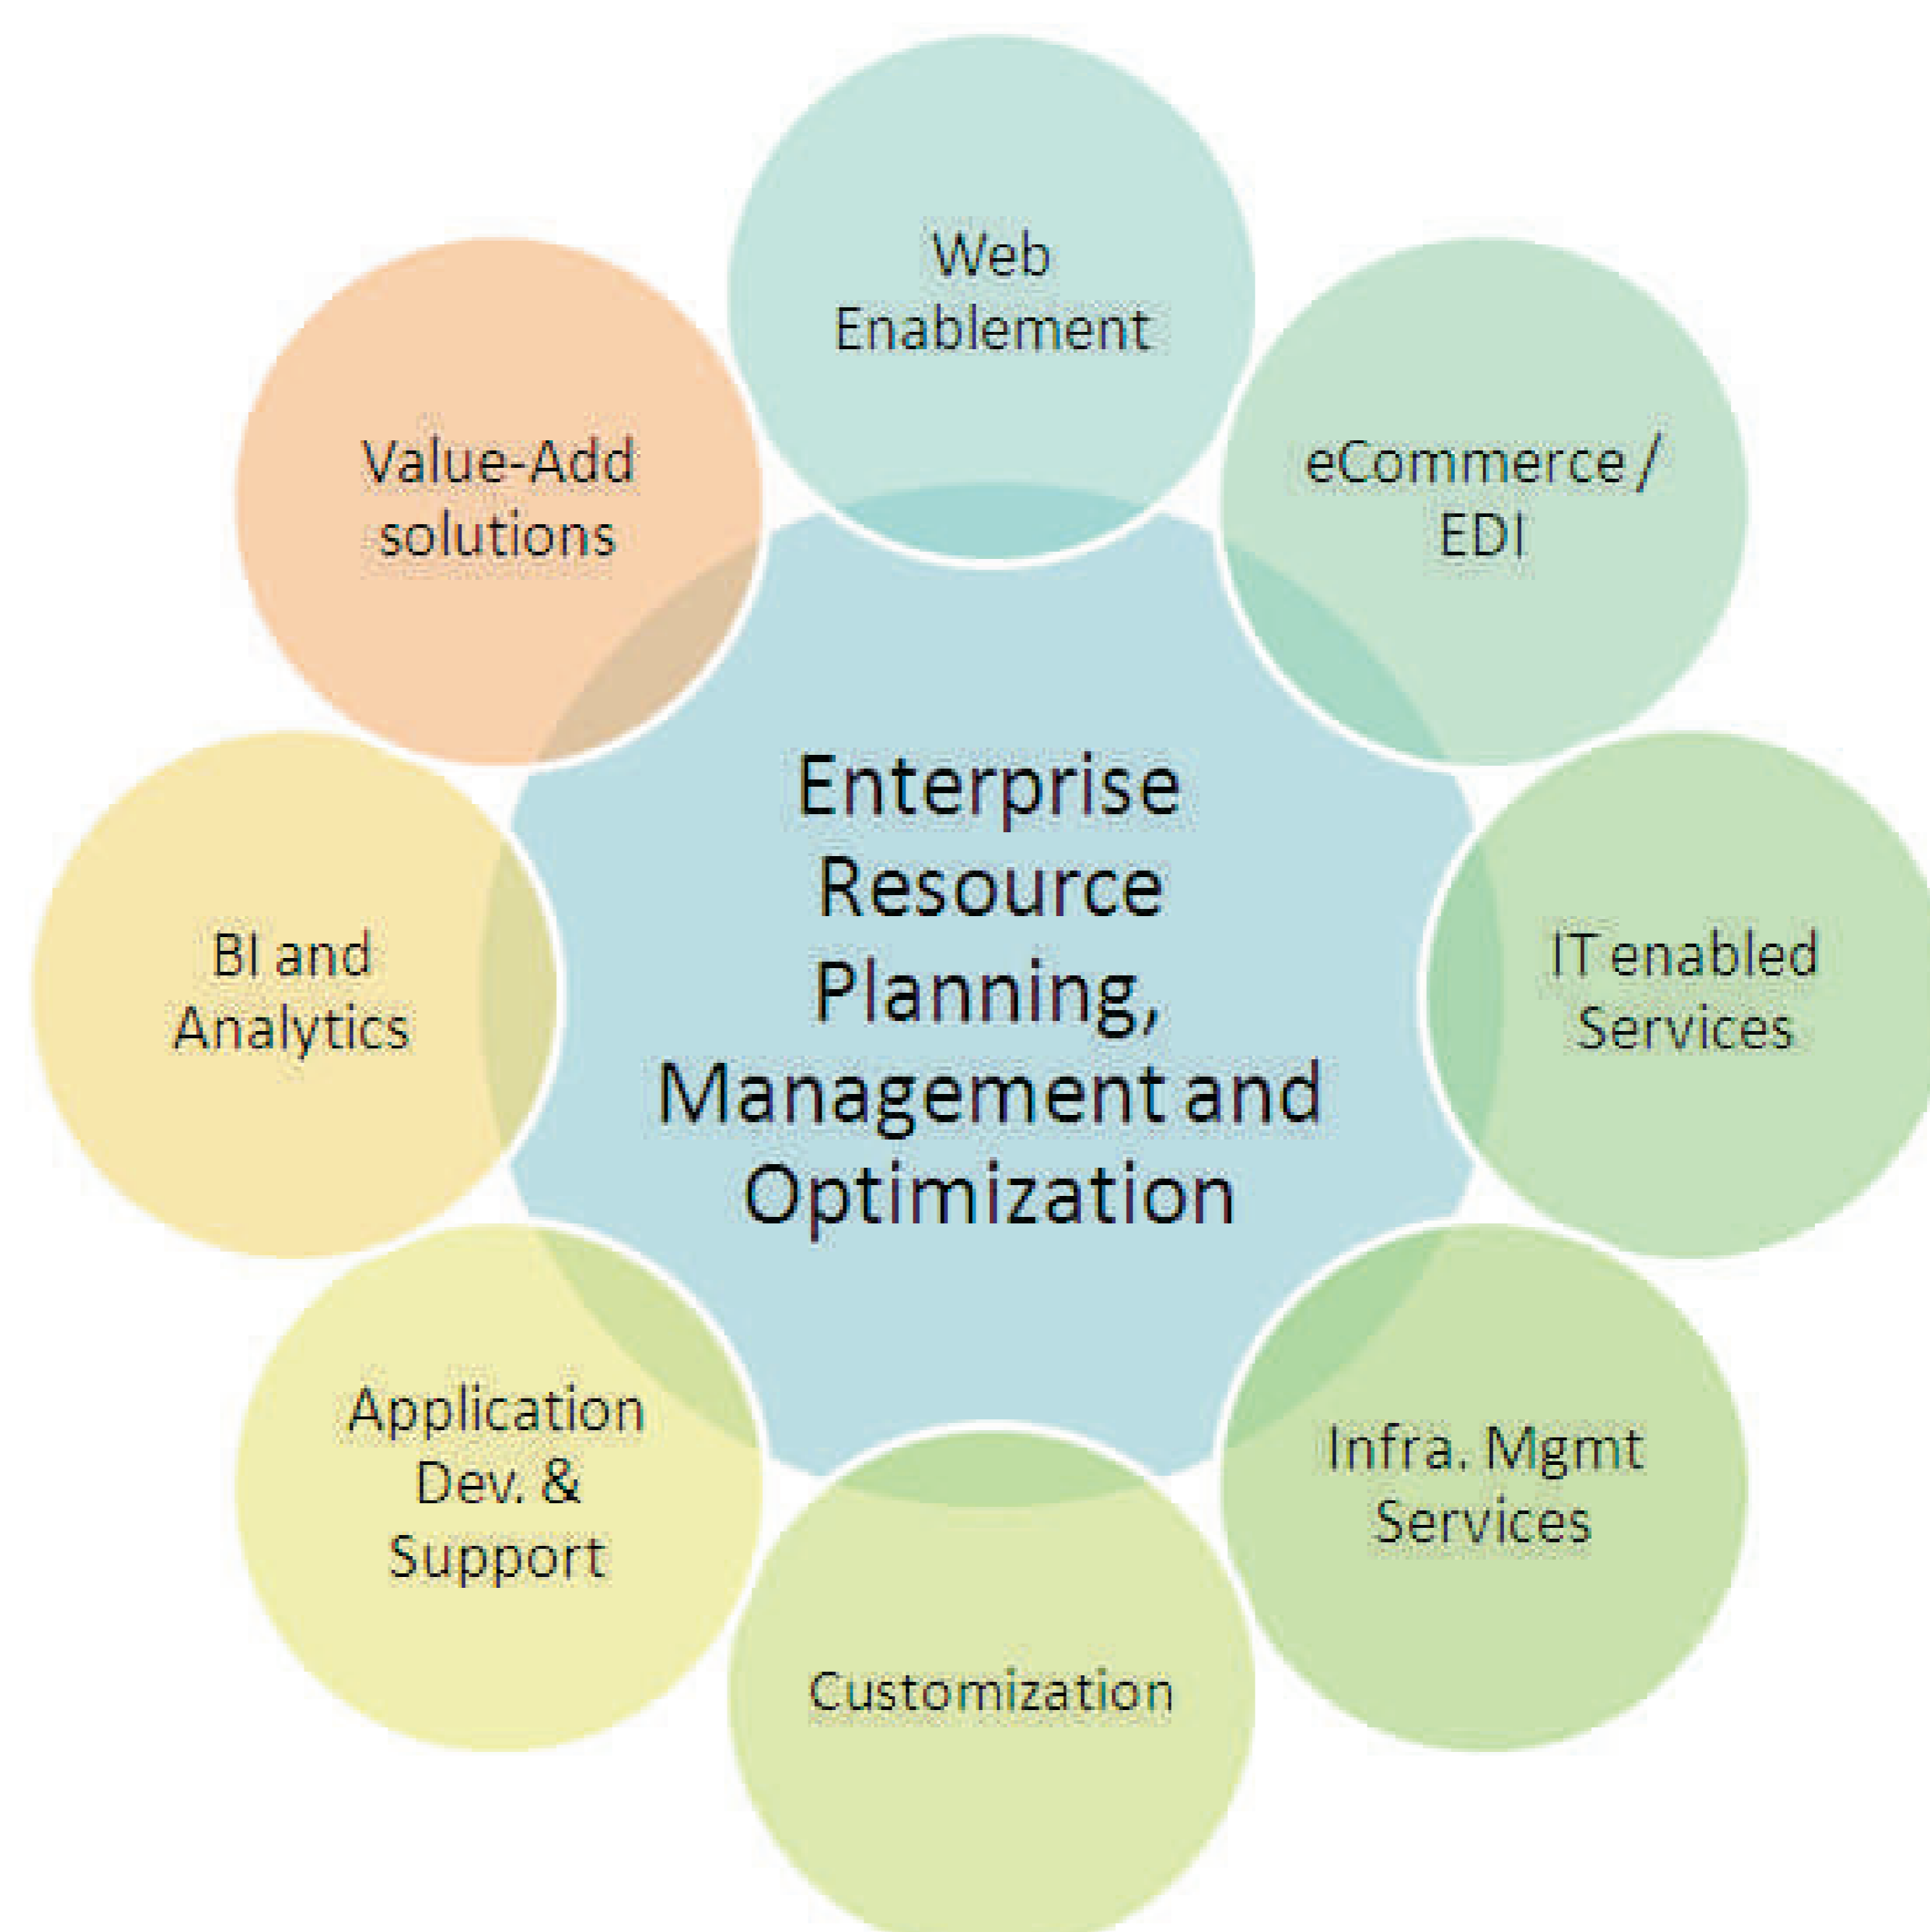 Web
Enablement
eCommerce /
EDI
IT enabled
Services
Infra. Mgmt
Services
Customization
Application
Dev. &
Support
BI and
Analytics
Value-Add
solutions
Enterprise
Resource
Planning,
Management and
Optimization